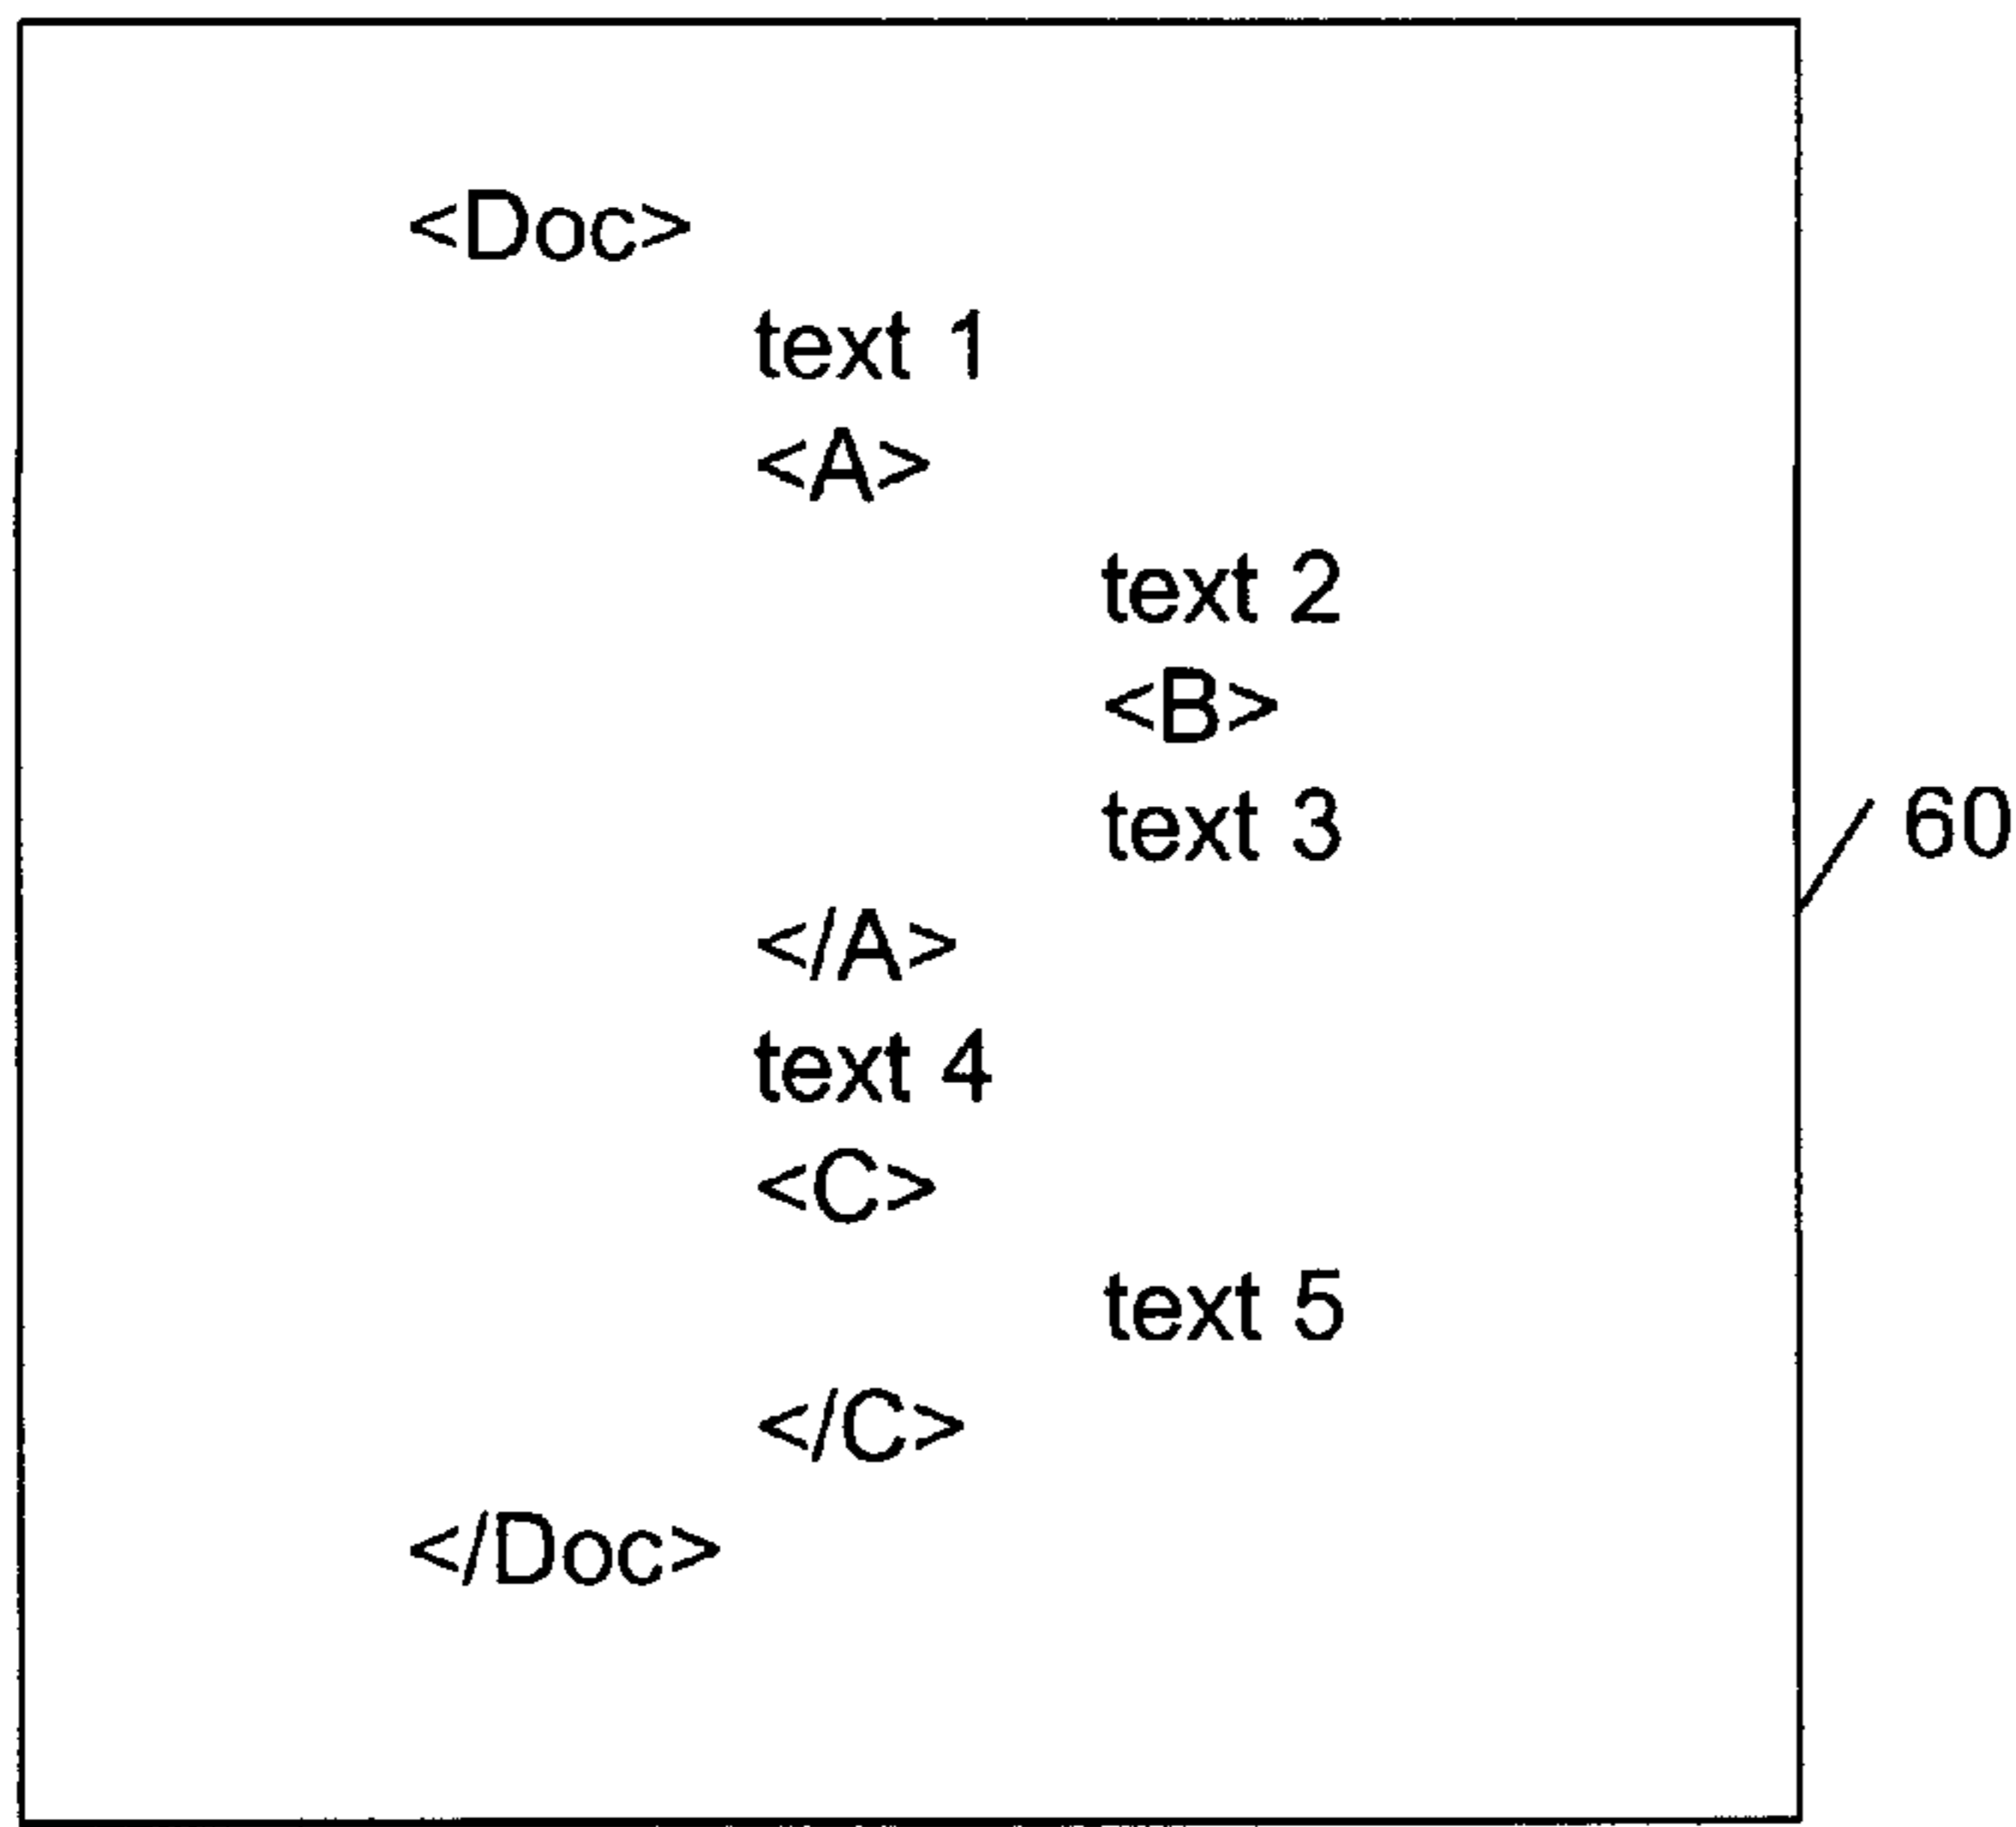 <Doc>
text 1
<A>
text 2
<B>
text 3
</A>
text 4
<C>
text 5
</C>
</Doc>
60